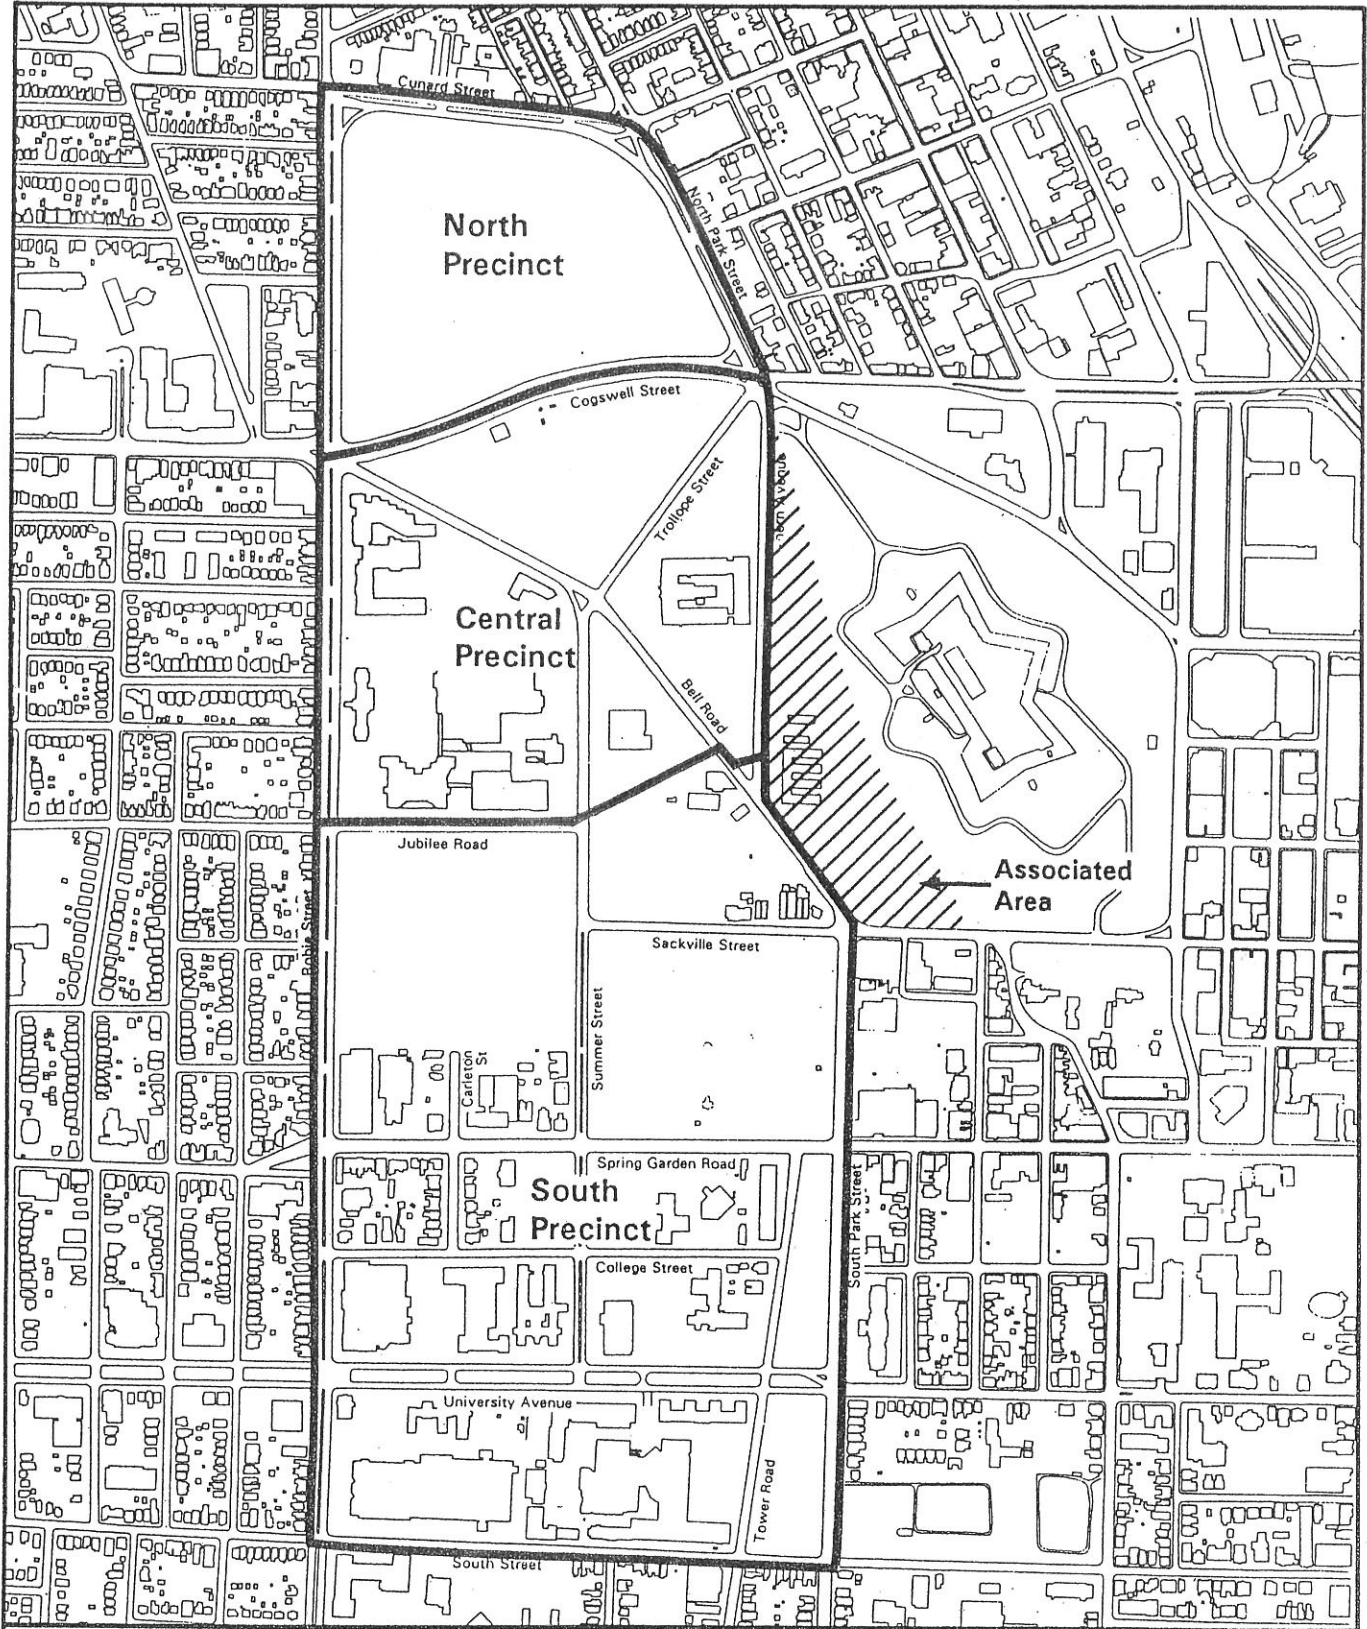 Cunard Street
North
Precinct
North Park Street
Cogswell Street
Trollope Street
Central
Precinct
Bell Road
Jubilee Road
Associated
Area
Robie Street
Sackville Street
Summer Street
Carleton
St
Spring Garden Road
South
Precinct
South Park Street
College Street
University Avenue
Tower Road
South Street